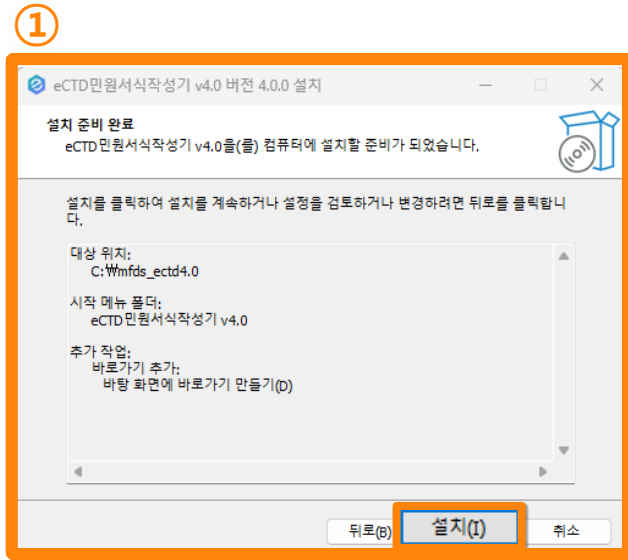 ①
eCTD민원서식작성기 v4.0 버전 4.0.0 설치
설치 준비 완료
eCTD민원서식작성기 v4.0을(를) 컴퓨터에 설치할 준비가 되었습니다.
설치를 클릭하여 설치를 계속하거나 설정을 검토하거나 변경하려면 뒤로를 클릭합니
다.
대상 위치:
C:₩mfds_ectd4.0
시작 메뉴 폴더:
eCTD민원서식작성기 v4.0
추가 작업:
바로가기 추가:
바탕 화면에 바로가기 만들기(D)
뒤로(B) 설치(I) 취소